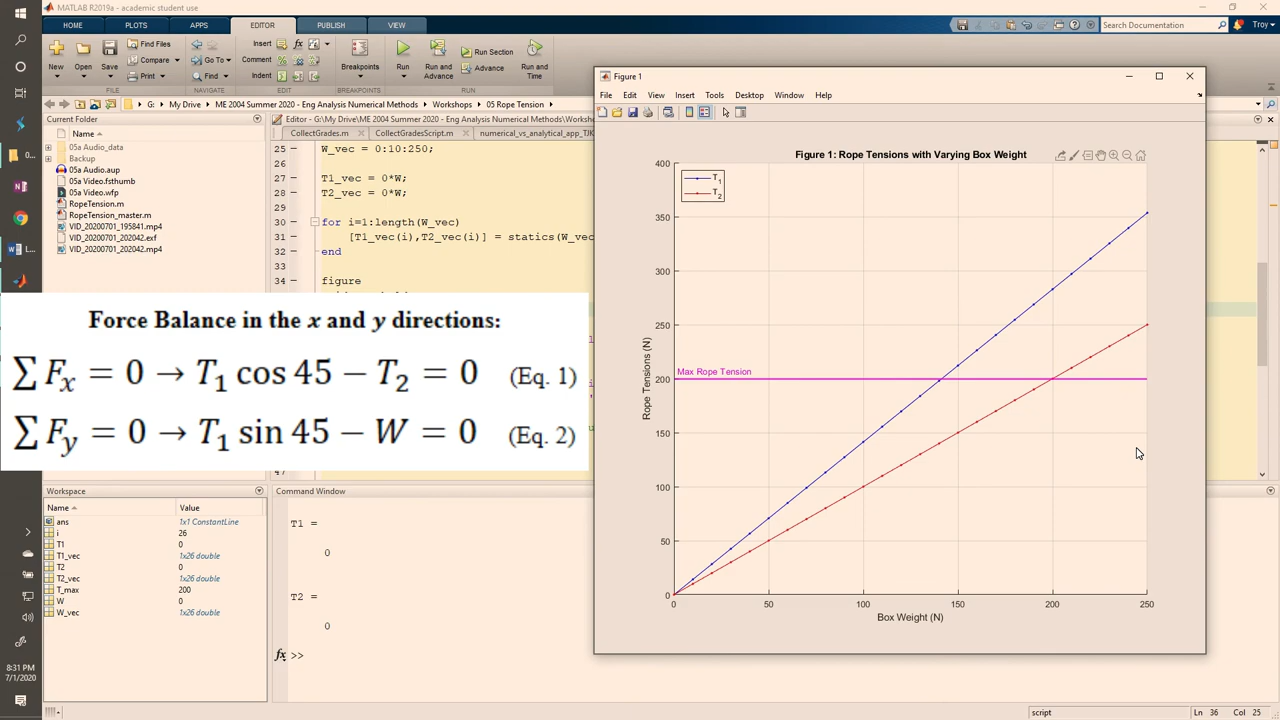 MATLAB R2019a - academic student use
HOME PLOTS APPS EDITOR PUBLISH VIEW
Search Documentation Troy
New Open Save Find Files Compare Print
Go To Find
Insert fx Comment Indent
Breakpoints Run Run and Advance Run Section Advance Run and Time
FILE NAVIGATE EDIT BREAKPOINTS RUN
G: ▸ My Drive ▸ ME 2004 Summer 2020 - Eng Analysis Numerical Methods ▸ Workshops ▸ 05 Rope Tension ▸
Current Folder
Name
05a Audio_data
Backup
05a Audio.aup
05a Video.fsthumb
05a Video.wfp
RopeTension.m
RopeTension_master.m
VID_20200701_195841.mp4
VID_20200701_202042.exf
VID_20200701_202042.mp4
Editor - G:\My Drive\ME 2004 Summer 2020 - Eng Analysis Numerical Methods\Worksh
CollectGrades.m CollectGradesScript.m numerical_vs_analytical_app_TJK
25 W_vec = 0:10:250;
26
27 T1_vec = 0*W;
28 T2_vec = 0*W;
29
30 for i=1:length(W_vec)
31 [T1_vec(i),T2_vec(i)] = statics(W_vec
32 end
33
34 figure
47
Force Balance in the x and y directions:
∑ Fx = 0 → T1 cos 45 − T2 = 0 (Eq. 1)
∑ Fy = 0 → T1 sin 45 − W = 0 (Eq. 2)
Workspace
Name Value
ans 1x1 ConstantLine
i 26
T1 0
T1_vec 1x26 double
T2 0
T2_vec 1x26 double
T_max 200
W 0
W_vec 1x26 double
Command Window
T1 =
0
T2 =
0
fx >>
Figure 1
File Edit View Insert Tools Desktop Window Help
Figure 1: Rope Tensions with Varying Box Weight
T1
T2
Max Rope Tension
Rope Tensions (N)
400
350
300
250
200
150
100
50
0
0 50 100 150 200 250
Box Weight (N)
8:31 PM
7/1/2020
script Ln 36 Col 25